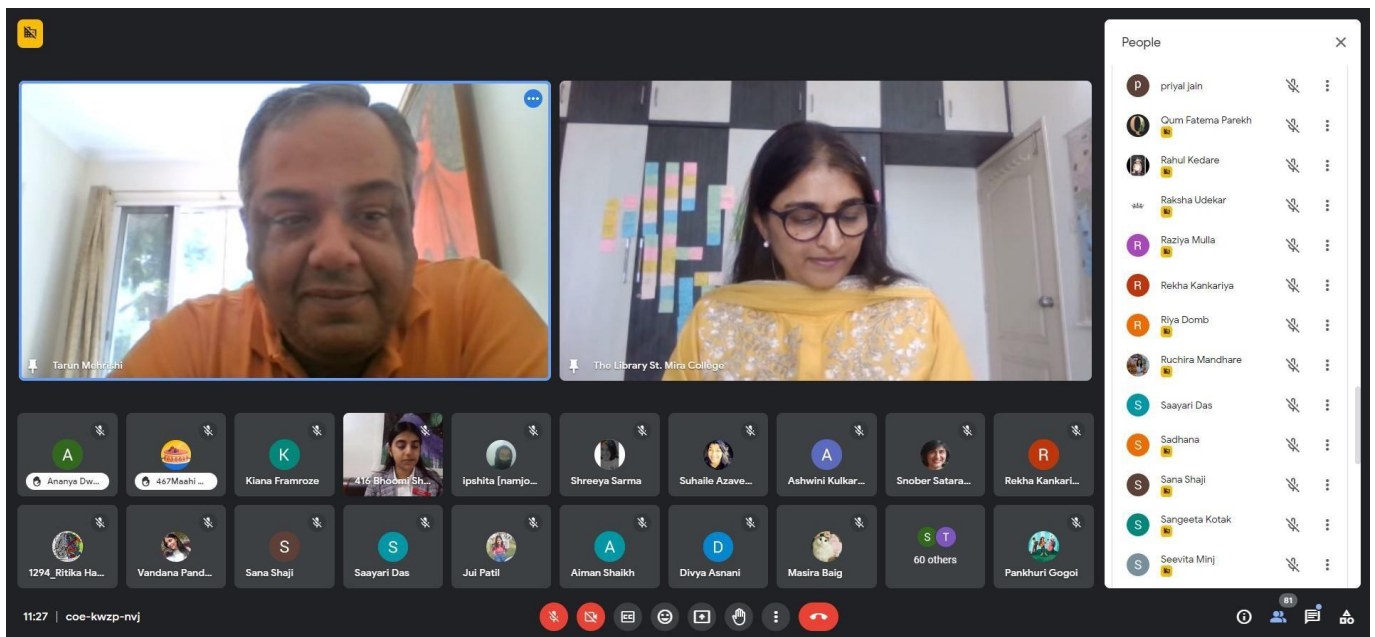 Tarun Mehrishi
The Library St. Mira College
A
Ananya Dw...
467Maahi ...
K
Kiana Framroze
416 Bhoomi Sh...
ipshita [namjo...
Shreeya Sarma
Suhaile Azave...
A
Ashwini Kulkar...
Snober Satara...
R
Rekha Kankari...
1294_Ritika Ha...
Vandana Pand...
S
Sana Shaji
S
Saayari Das
Jui Patil
A
Aiman Shaikh
D
Divya Asnani
Masira Baig
S T
60 others
Pankhuri Gogoi
11:27 | coe-kwzp-nvj
CC
81
People
p
priyal jain
Q
Qum Fatema Parekh
Rahul Kedare
Raksha Udekar
R
Raziya Mulla
R
Rekha Kankariya
R
Riya Domb
Ruchira Mandhare
S
Saayari Das
S
Sadhana
S
Sana Shaji
S
Sangeeta Kotak
S
Seevita Minj